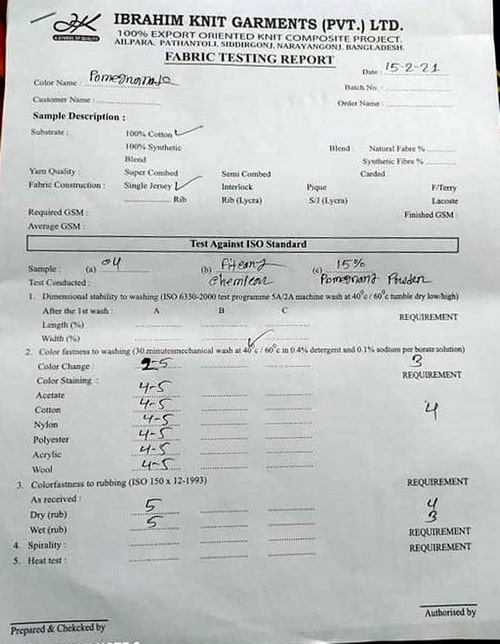 IBRAHIM KNIT GARMENTS (PVT.) LTD.
A SYMBOL OF QUALITY
100% EXPORT ORIENTED KNIT COMPOSITE PROJECT.
AILPARA, PATHANTOLI, SIDDIRGONJ, NARAYANGONJ, BANGLADESH.
FABRIC TESTING REPORT
Date : 15-2-21
Color Name : Pomegranate
Batch No. :
Customer Name :
Order Name :
Sample Description :
Substrate : 100% Cotton ✓
100% Synthetic Blend : Natural Fabre %
Blend Synthetic Fibre %
Yarn Quality : Super Combed Semi Combed Carded
Fabric Construction : Single Jersey ✓ Interlock Pique F/Terry
Rib Rib (Lycra) S/J (Lycra) Lacoste
Required GSM : Finished GSM :
Average GSM :
Test Against ISO Standard
Sample : (a) 04 (b) (c) 15%
Test Conducted : Powder
1. Dimensional stability to washing (ISO 6330-2000 test programme 5A/2A machine wash at 40°c / 60°c tumble dry low/high)
After the 1st wash : A B C REQUIREMENT
Length (%)
Width (%) ✓
2. Color fastness to washing (30 minutesmechanical wash at 40°c / 60°c in 0.4% detergent and 0.1% sodium per borate solution)
Color Change : 5 3
Color Staining : REQUIREMENT
Acetate 4-5
Cotton 4-5 4
Nylon 4-5
Polyester 4-5
Acrylic 4-5
Wool 4-5
3. Colorfastness to rubbing (ISO 150 x 12-1993) REQUIREMENT
As received :
Dry (rub) 5 4
Wet (rub) 5 3
REQUIREMENT
4. Spirality : REQUIREMENT
5. Heat test :
Prepared & Chekcked by Authorised by